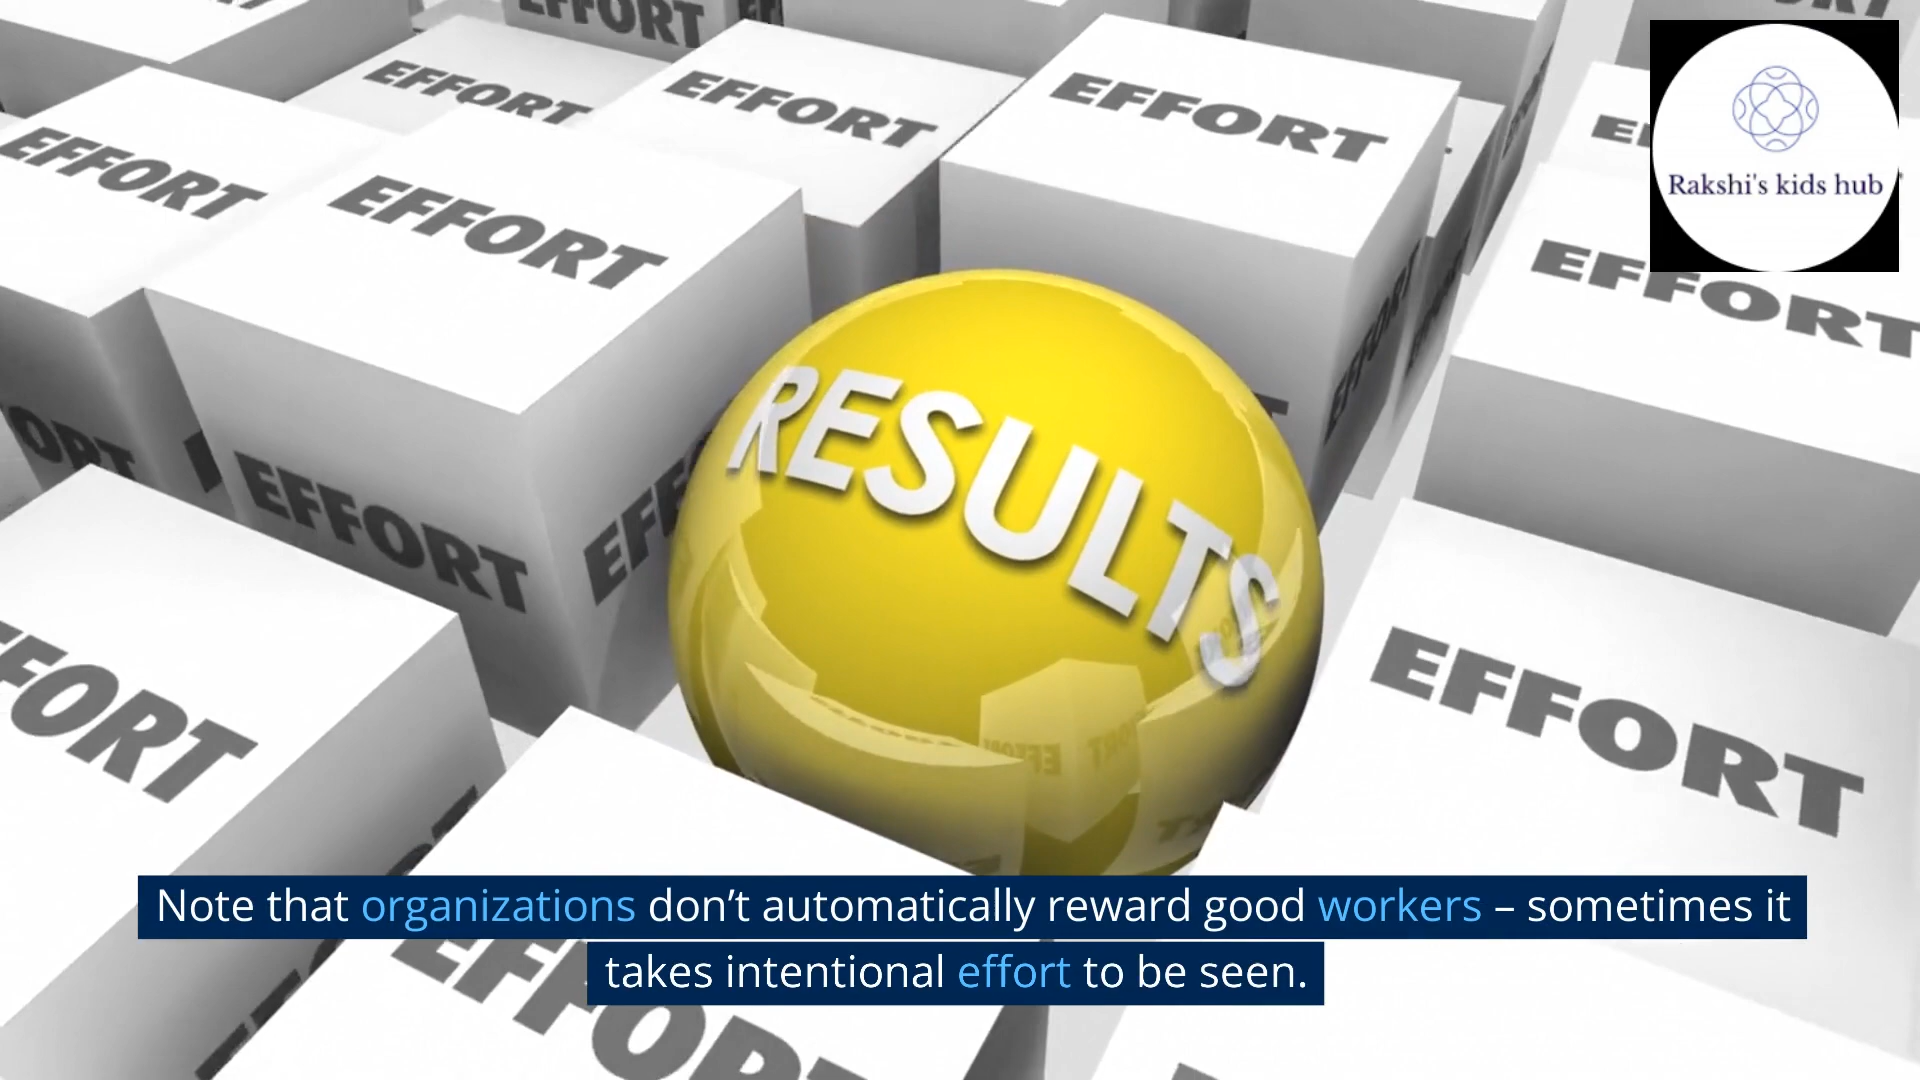 EFFORT
EFFORT
EFFORT
EFFORT
EFFORT
EFFORT
Rakshi's kids hub
EFFORT
RESULTS
EFFORT
EFFORT
Note that organizations don’t automatically reward good workers – sometimes it
takes intentional effort to be seen.